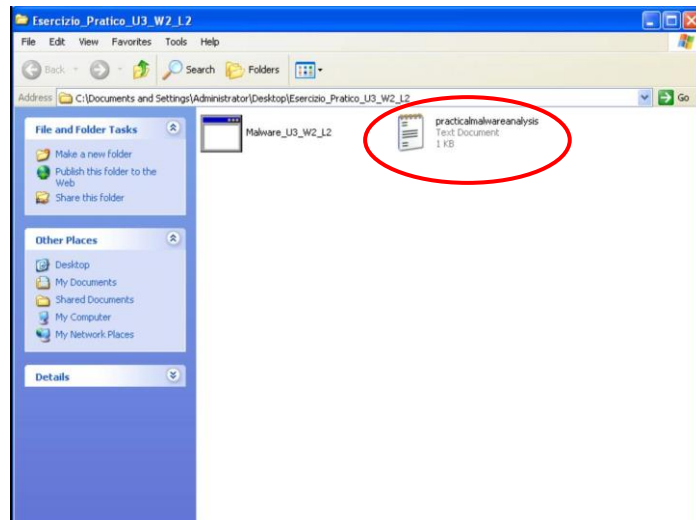 Esercizio_Pratico_U3_W2_L2
File Edit View Favorites Tools Help
Back Search Folders
Address C:\Documents and Settings\Administrator\Desktop\Esercizio_Pratico_U3_W2_L2 Go
File and Folder Tasks
Make a new folder
Publish this folder to the
Web
Share this folder
Other Places
Desktop
My Documents
Shared Documents
My Computer
My Network Places
Details
Malware_U3_W2_L2
practicalmalwareanalysis
Text Document
1 KB